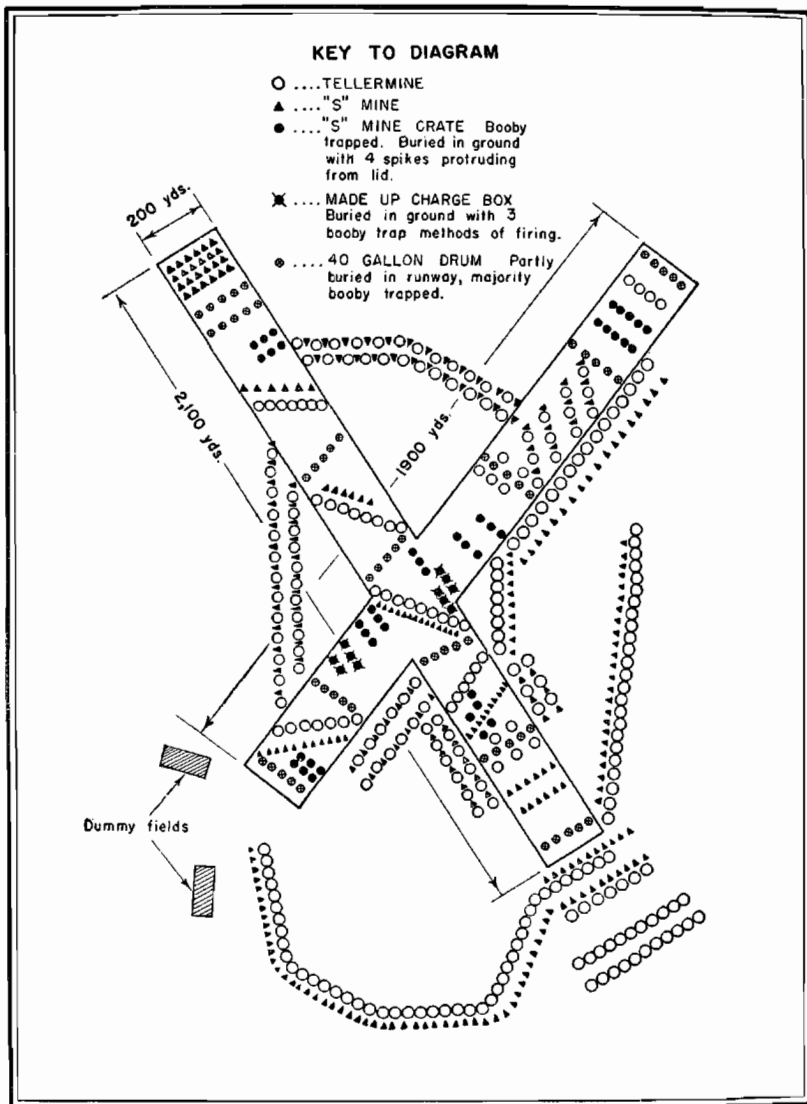 KEY TO DIAGRAM
....TELLERMINE
...."S" MINE
...."S" MINE CRATE Booby
trapped. Buried in ground
with 4 spikes protruding
from lid.
.... MADE UP CHARGE BOX
Buried in ground with 3
booby trap methods of firing.
.... 40 GALLON DRUM Partly
buried in runway, majority
booby trapped.
200 yds.
2,100 yds.
1900 yds.
Dummy fields